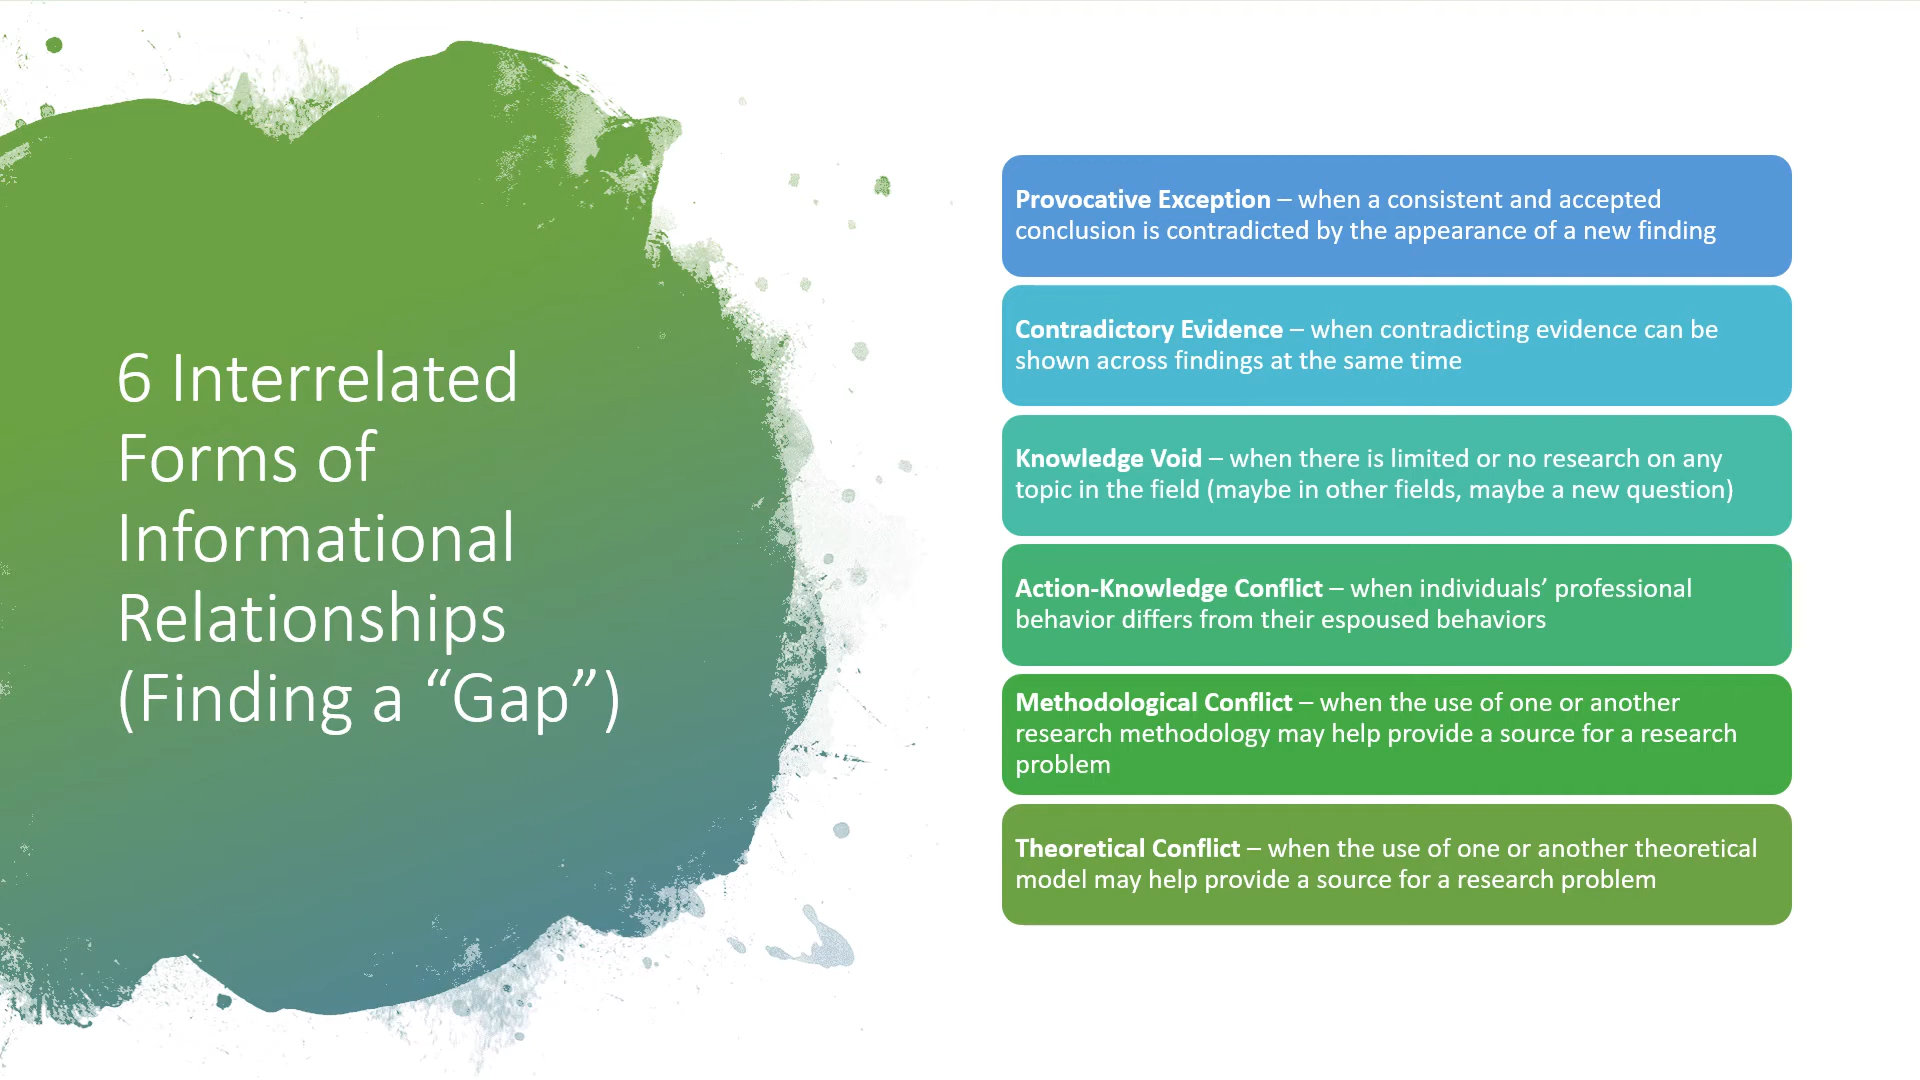 6 Interrelated
Forms of
Informational
Relationships
(Finding a “Gap”)
Provocative Exception – when a consistent and accepted
conclusion is contradicted by the appearance of a new finding
Contradictory Evidence – when contradicting evidence can be
shown across findings at the same time
Knowledge Void – when there is limited or no research on any
topic in the field (maybe in other fields, maybe a new question)
Action-Knowledge Conflict – when individuals’ professional
behavior differs from their espoused behaviors
Methodological Conflict – when the use of one or another
research methodology may help provide a source for a research
problem
Theoretical Conflict – when the use of one or another theoretical
model may help provide a source for a research problem